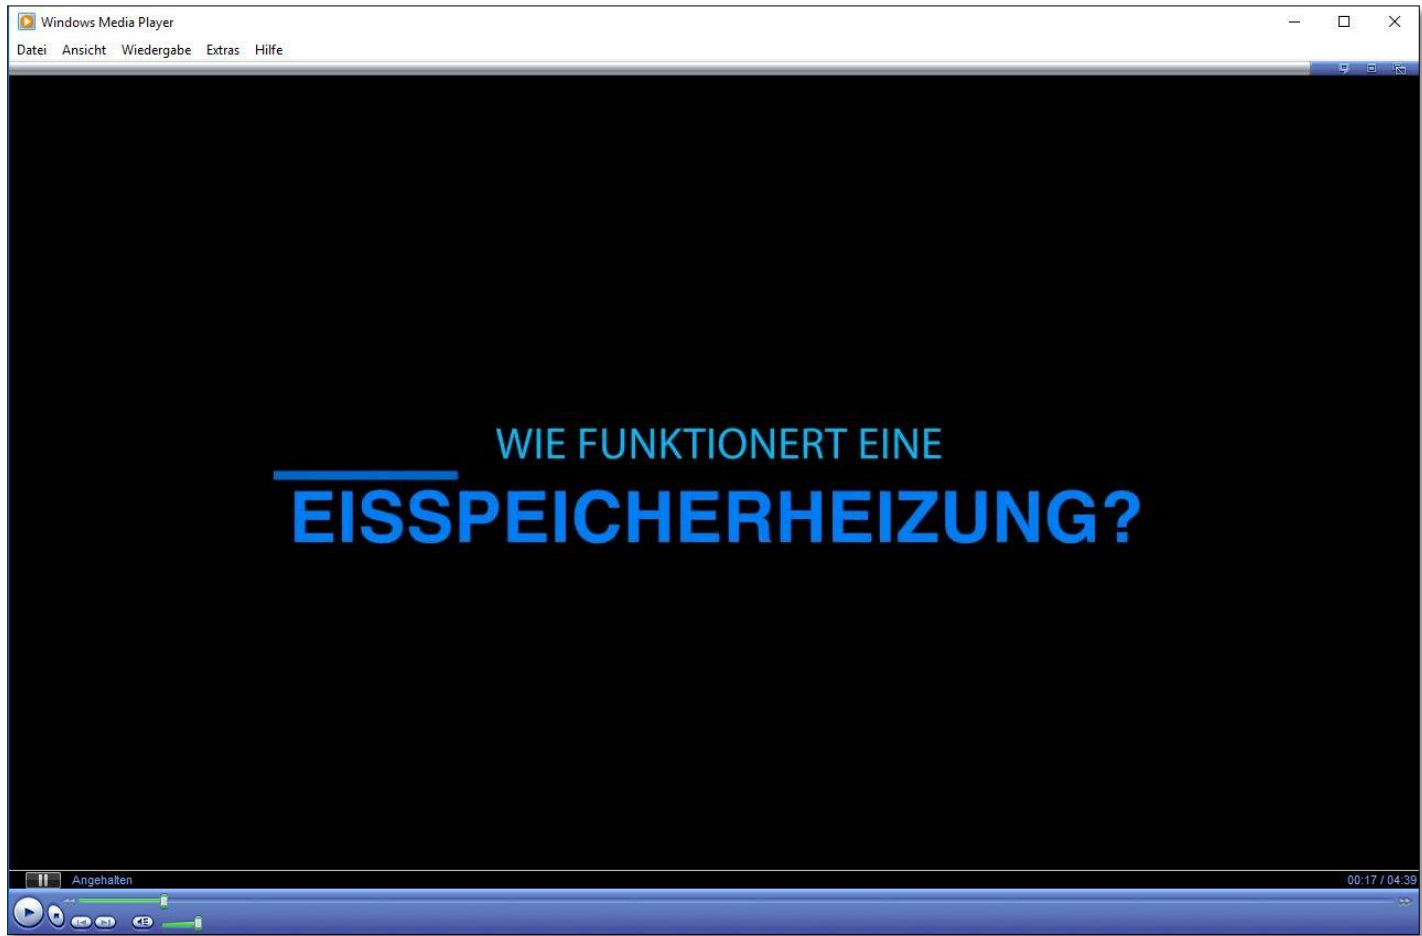 Windows Media Player
Datei Ansicht Wiedergabe Extras Hilfe
WIE FUNKTIONERT EINE
EISSPEICHERHEIZUNG?
Angehalten
00:17 / 04:39